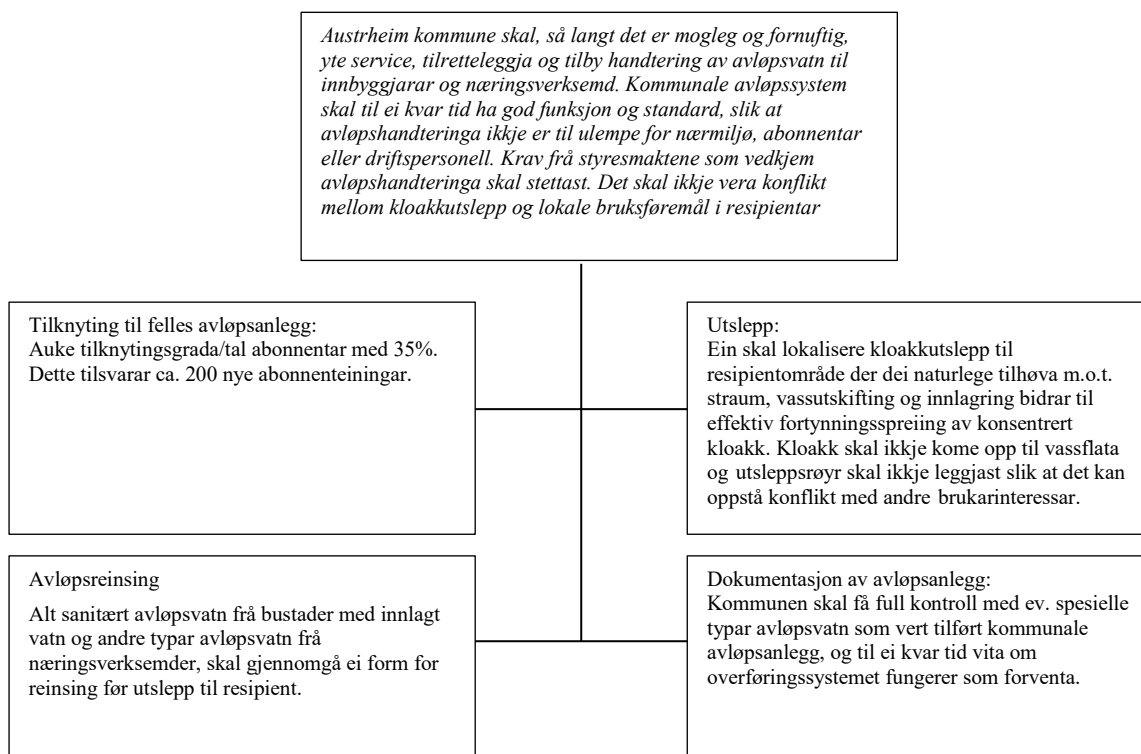 Austrheim kommune skal, så langt det er mogleg og fornuftig,
yte service, tilretteleggja og tilby handtering av avløpsvatn til
innbyggjarar og næringsverksemd. Kommunale avløpssystem
skal til ei kvar tid ha god funksjon og standard, slik at
avløpshandteringa ikkje er til ulempe for nærmiljø, abonnentar
eller driftspersonell. Krav frå styresmaktene som vedkjem
avløpshandteringa skal stettast. Det skal ikkje vera konflikt
mellom kloakkutslepp og lokale bruksføremål i resipientar
Tilknyting til felles avløpsanlegg:
Auke tilknytingsgrada/tal abonnentar med 35%.
Dette tilsvarar ca. 200 nye abonnenteiningar.
Utslepp:
Ein skal lokalisere kloakkutslepp til
resipientområde der dei naturlege tilhøva m.o.t.
straum, vassutskifting og innlagring bidrar til
effektiv fortynningsspreiing av konsentrert
kloakk. Kloakk skal ikkje kome opp til vassflata
og utsleppsrøyr skal ikkje leggjast slik at det kan
oppstå konflikt med andre brukarinteressar.
Avløpsreinsing
Alt sanitært avløpsvatn frå bustader med innlagt
vatn og andre typar avløpsvatn frå
næringsverksemder, skal gjennomgå ei form for
reinsing før utslepp til resipient.
Dokumentasjon av avløpsanlegg:
Kommunen skal få full kontroll med ev. spesielle
typar avløpsvatn som vert tilført kommunale
avløpsanlegg, og til ei kvar tid vita om
overføringssystemet fungerer som forventa.